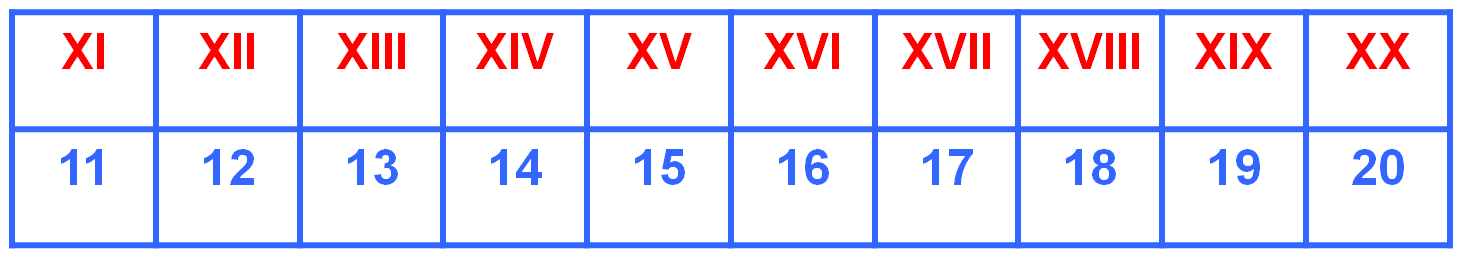 XI XII XIII XIV XV XVI XVII XVIII XIX XX
11 12 13 14 15 16 17 18 19 20